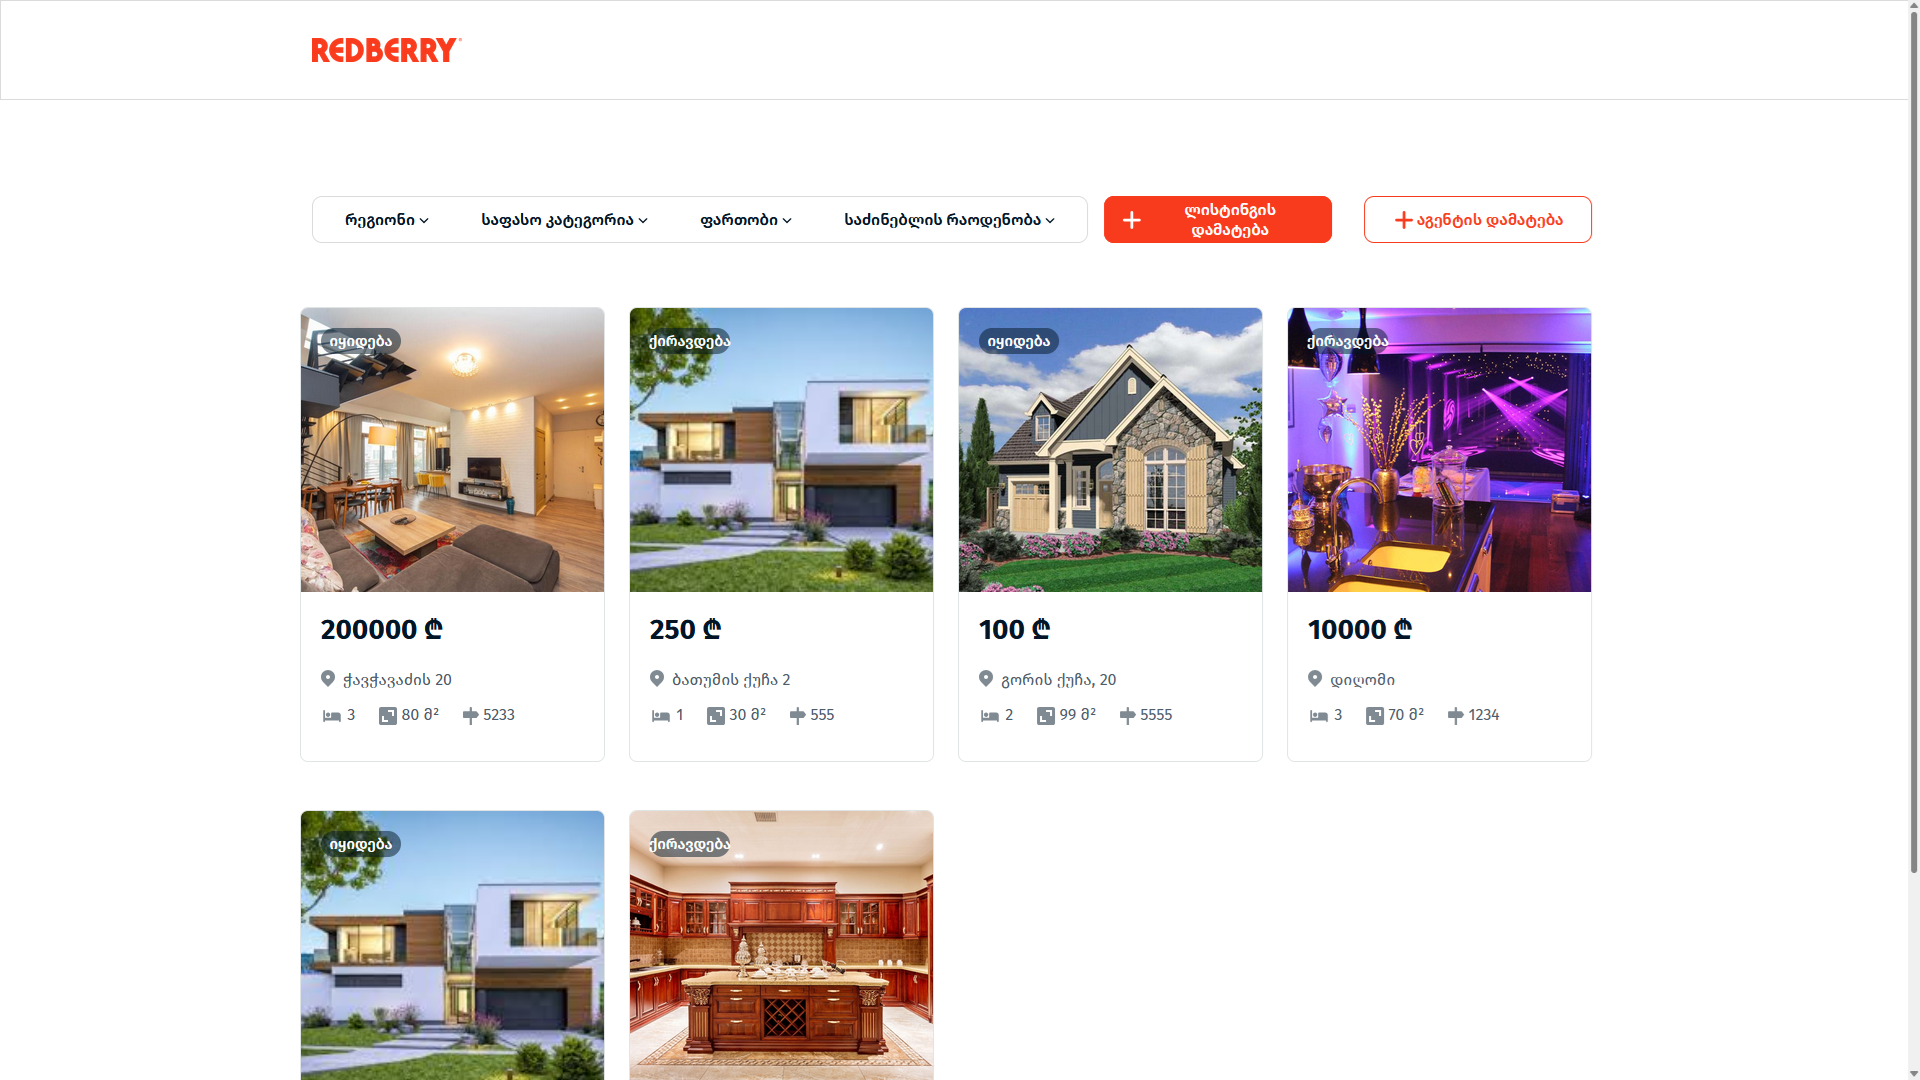 REDBERRY
რეგიონი
საფასო კატეგორია
ფართობი
საძინებლის რაოდენობა
ლისტინგის
დამატება
აგენტის დამატება
იყიდება
ქირავდება
იყიდება
ქირავდება
200000 ₾
250 ₾
100 ₾
10000 ₾
ჭავჭავაძის 20
ბათუმის ქუჩა 2
გორის ქუჩა, 20
დიღომი
3 80 მ² 5233
1 30 მ² 555
2 99 მ² 5555
3 70 მ² 1234
იყიდება
ქირავდება